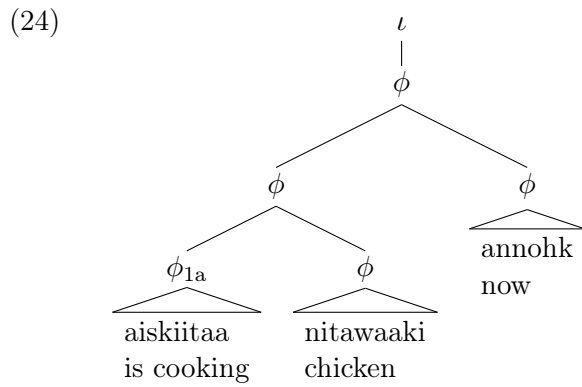 (24)
ι
ϕ
ϕ ϕ
annohk
now
ϕ1a ϕ
aiskiitaa nitawaaki
is cooking chicken